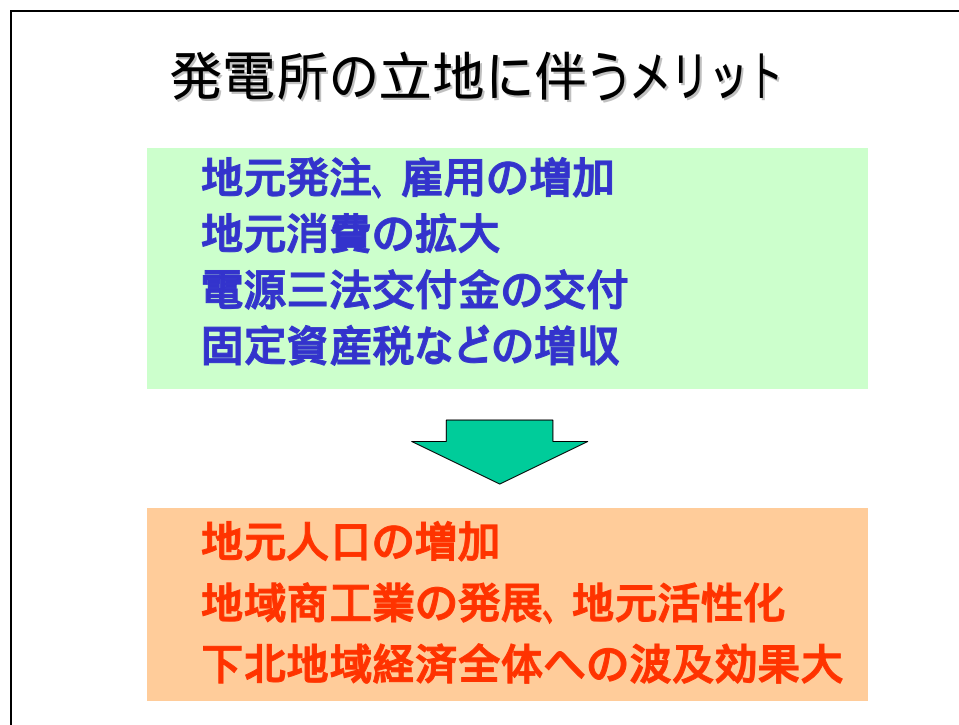 発電所の立地に伴うメリット
地元発注、雇用の増加
地元消費の拡大
電源三法交付金の交付
固定資産税などの増収
地元人口の増加
地域商工業の発展、地元活性化
下北地域経済全体への波及効果大